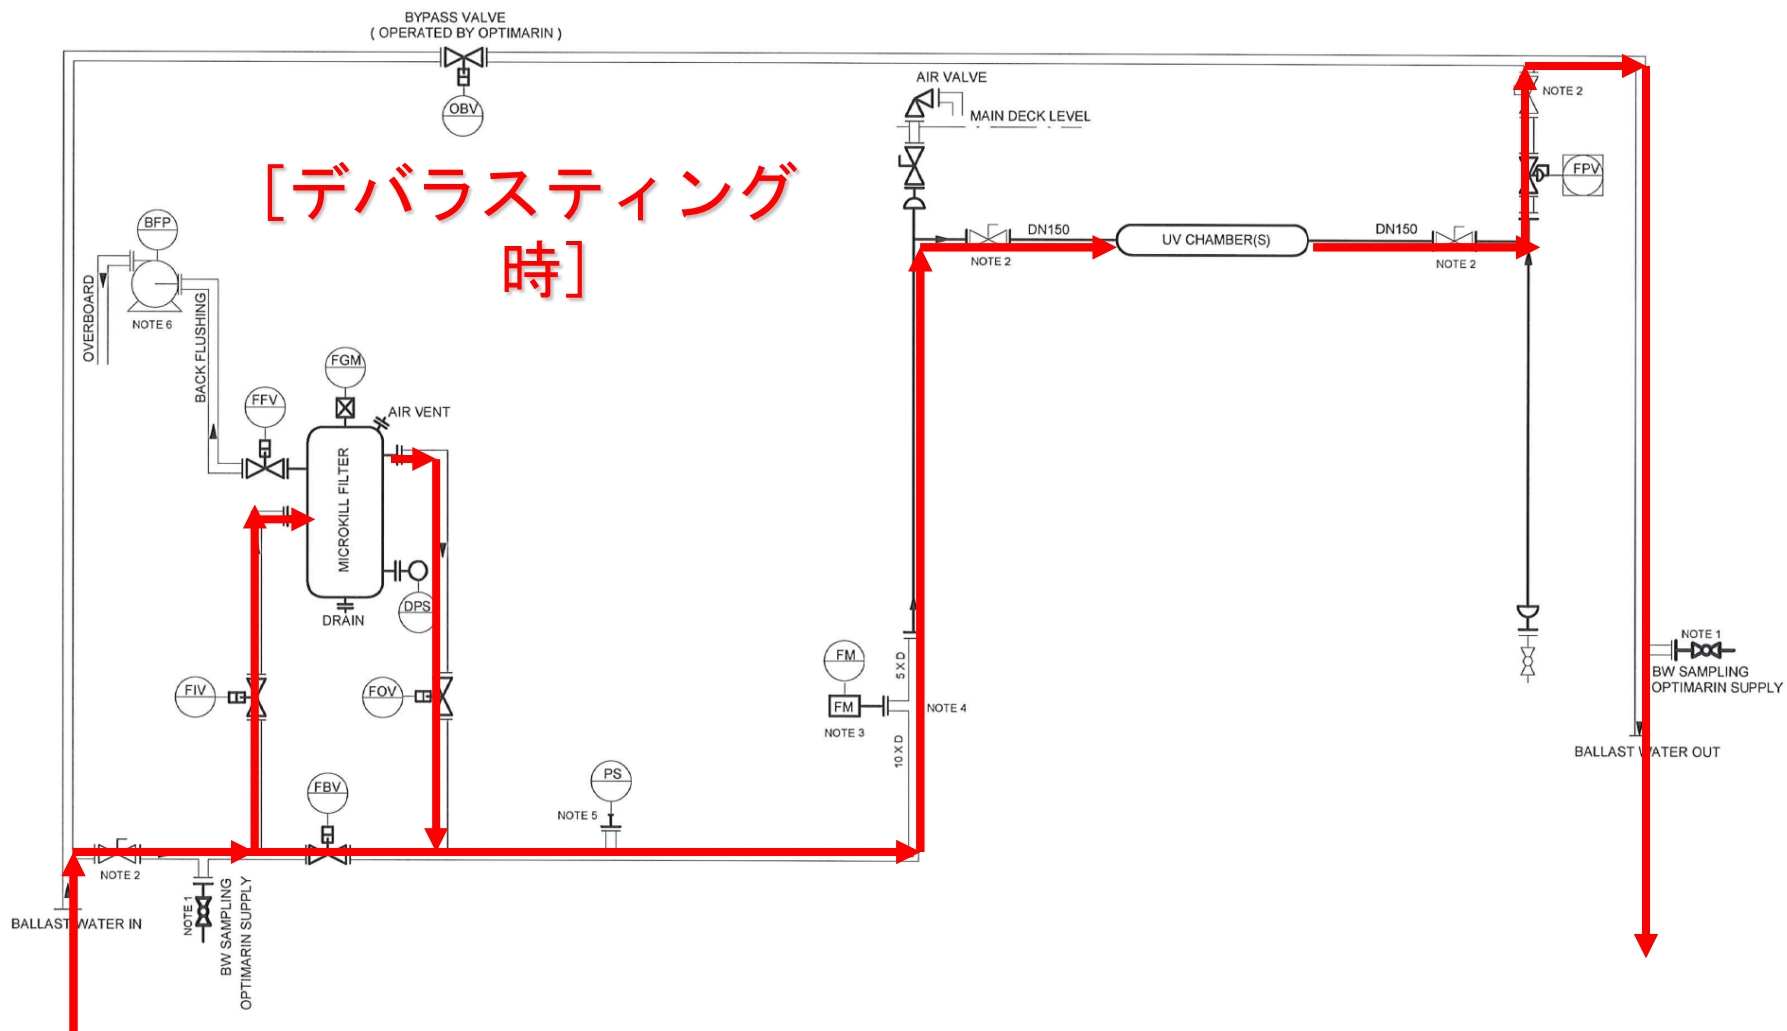 BYPASS VALVE
( OPERATED BY OPTIMARIN )
OBV
AIR VALVE
MAIN DECK LEVEL
NOTE 2
FPV
[デバラスティング
時]
BFP
OVERBOARD
NOTE 6
BACK FLUSHING
DN150
NOTE 2
UV CHAMBER(S)
DN150
NOTE 2
FGM
FFV
AIR VENT
MICROKILL FILTER
DPS
DRAIN
FIV
FOV
FM
FM
NOTE 3
5 X D
NOTE 4
10 X D
NOTE 1
BW SAMPLING
OPTIMARIN SUPPLY
BALLAST WATER OUT
FBV
PS
NOTE 5
NOTE 2
BALLAST WATER IN
NOTE 1
BW SAMPLING
OPTIMARIN SUPPLY